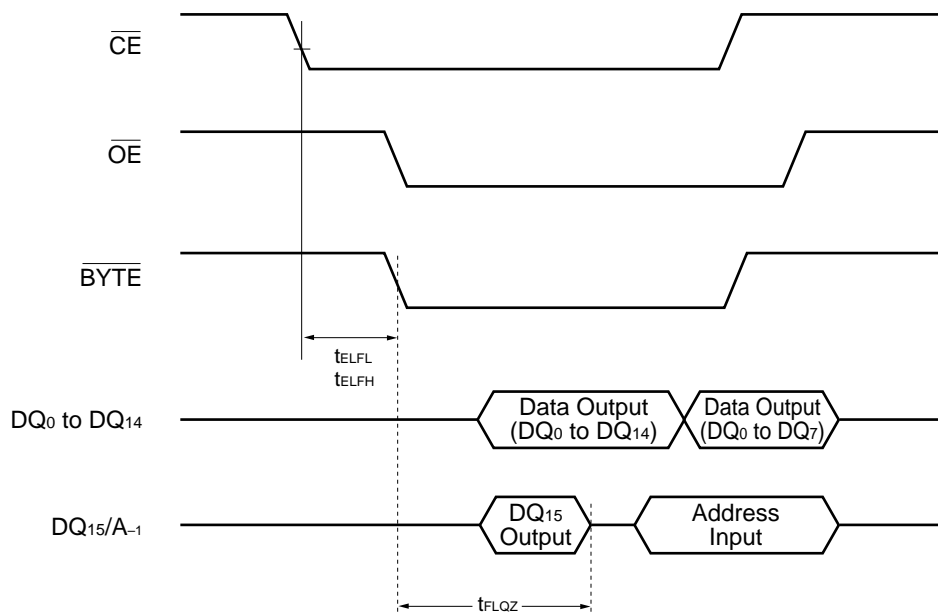 CE
OE
BYTE
tELFL
tELFH
DQ0 to DQ14
Data Output
(DQ0 to DQ14)
Data Output
(DQ0 to DQ7)
DQ15/A-1
DQ15
Output
Address
Input
tFLQZ